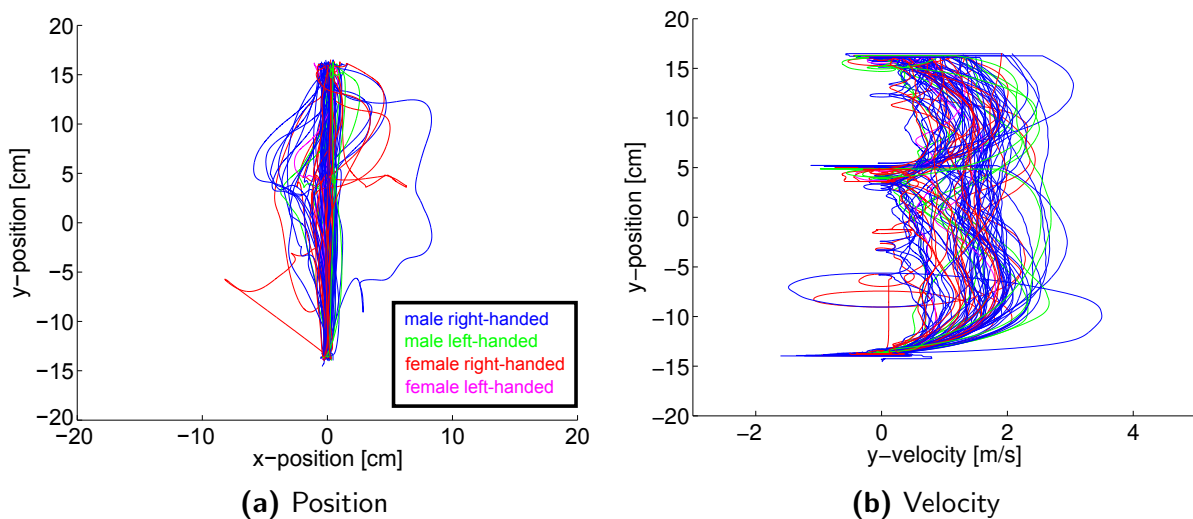 20
15
10
5
0
−5
−10
−15
−20
y−position [cm]
−20
−10
0
10
20
x−position [cm]
male right-handed
male left-handed
female right-handed
female left-handed
(a) Position
20
15
10
5
0
−5
−10
−15
−20
y−position [cm]
−2
0
2
4
y−velocity [m/s]
(b) Velocity